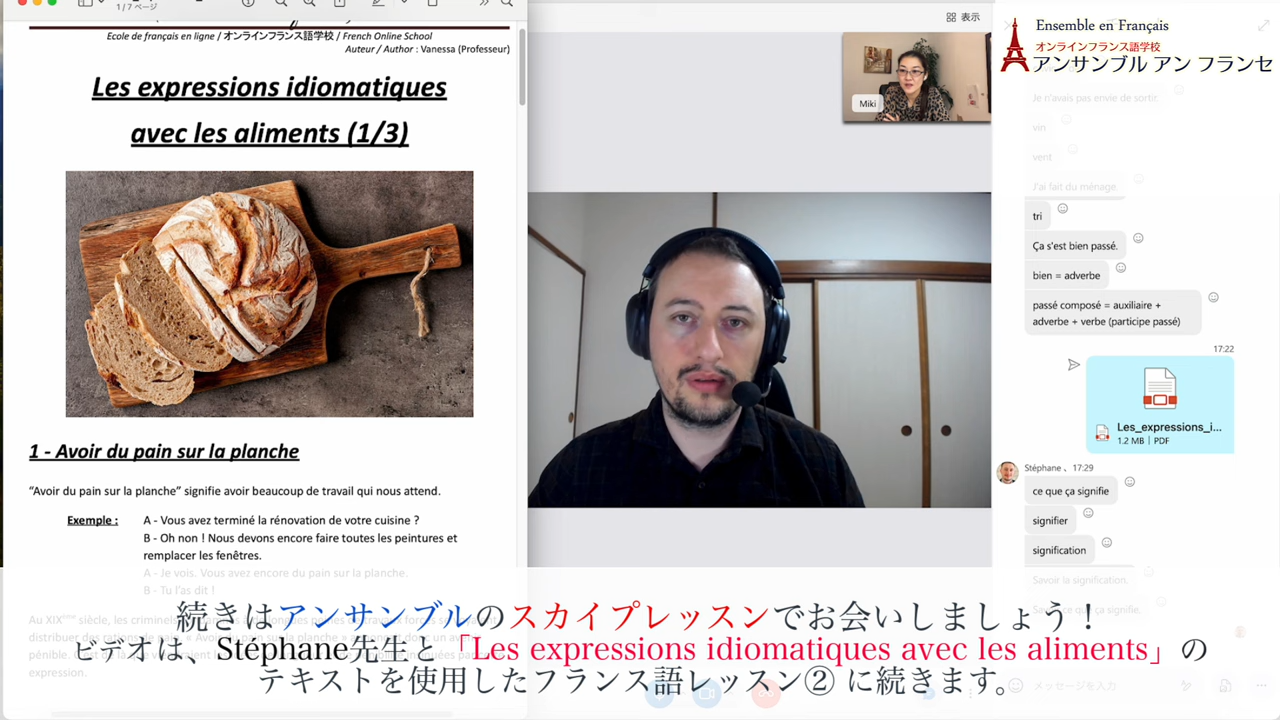 1 / 7 ページ
Ecole de français en ligne / オンラインフランス語学校 / French Online School
Auteur / Author : Vanessa (Professeur)
Les expressions idiomatiques
avec les aliments (1/3)
1 - Avoir du pain sur la planche
“Avoir du pain sur la planche” signifie avoir beaucoup de travail qui nous attend.
Exemple : A - Vous avez terminé la rénovation de votre cuisine ?
B - Oh non ! Nous devons encore faire toutes les peintures et
remplacer les fenêtres.
A - Je vois. Vous avez encore du pain sur la planche.
B - Tu l'as dit !
表示
Miki
Ensemble en Français
オンラインフランス語学校
アンサンブル アン フランセ
Je n'avais pas envie de sortir.
vin
vent
J'ai fait du ménage.
tri
Ça s'est bien passé.
bien = adverbe
passé composé = auxiliaire +
adverbe + verbe (participe passé)
17:22
Les_expressions_i...
1.2 MB | PDF
Stéphane 、 17:29
ce que ça signifie
signifier
signification
Savoir la signification.
メッセージを入力
続きはアンサンブルのスカイプレッスンでお会いしましょう！
ビデオは、Stéphane先生と「Les expressions idiomatiques avec les aliments」の
テキストを使用したフランス語レッスン② に続きます。